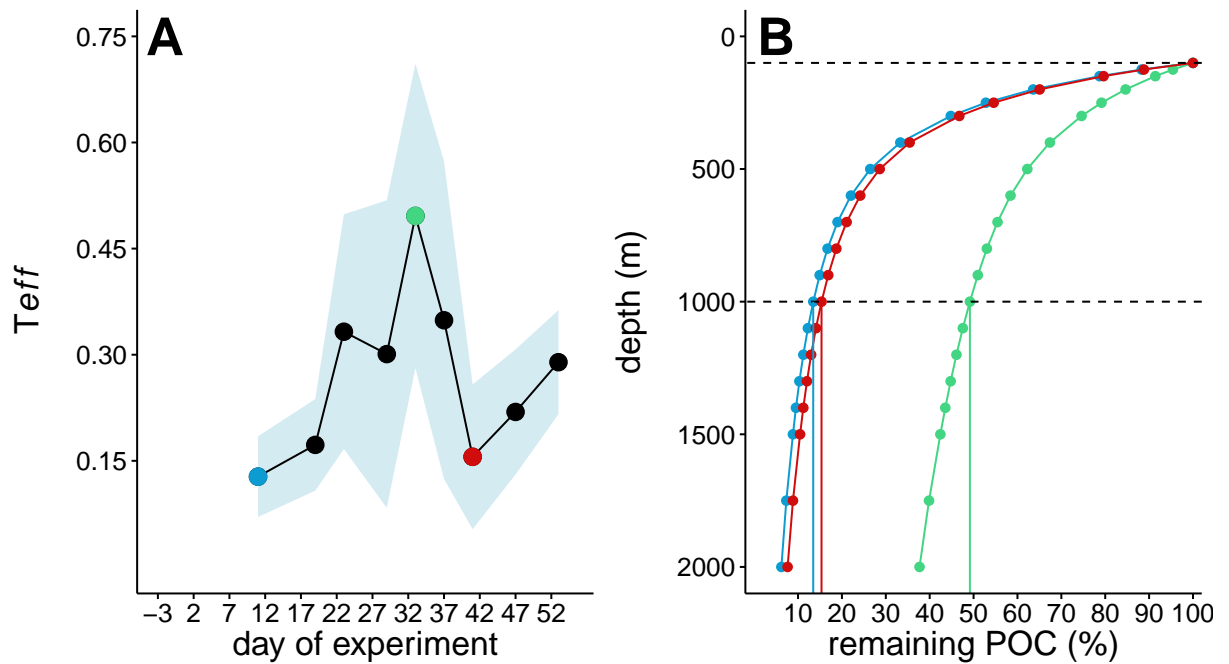 A
Teff
0.75
0.60
0.45
0.30
0.15
−3 2 7 12 17 22 27 32 37 42 47 52
day of experiment
B
depth (m)
0
500
1000
1500
2000
10 20 30 40 50 60 70 80 90 100
remaining POC (%)